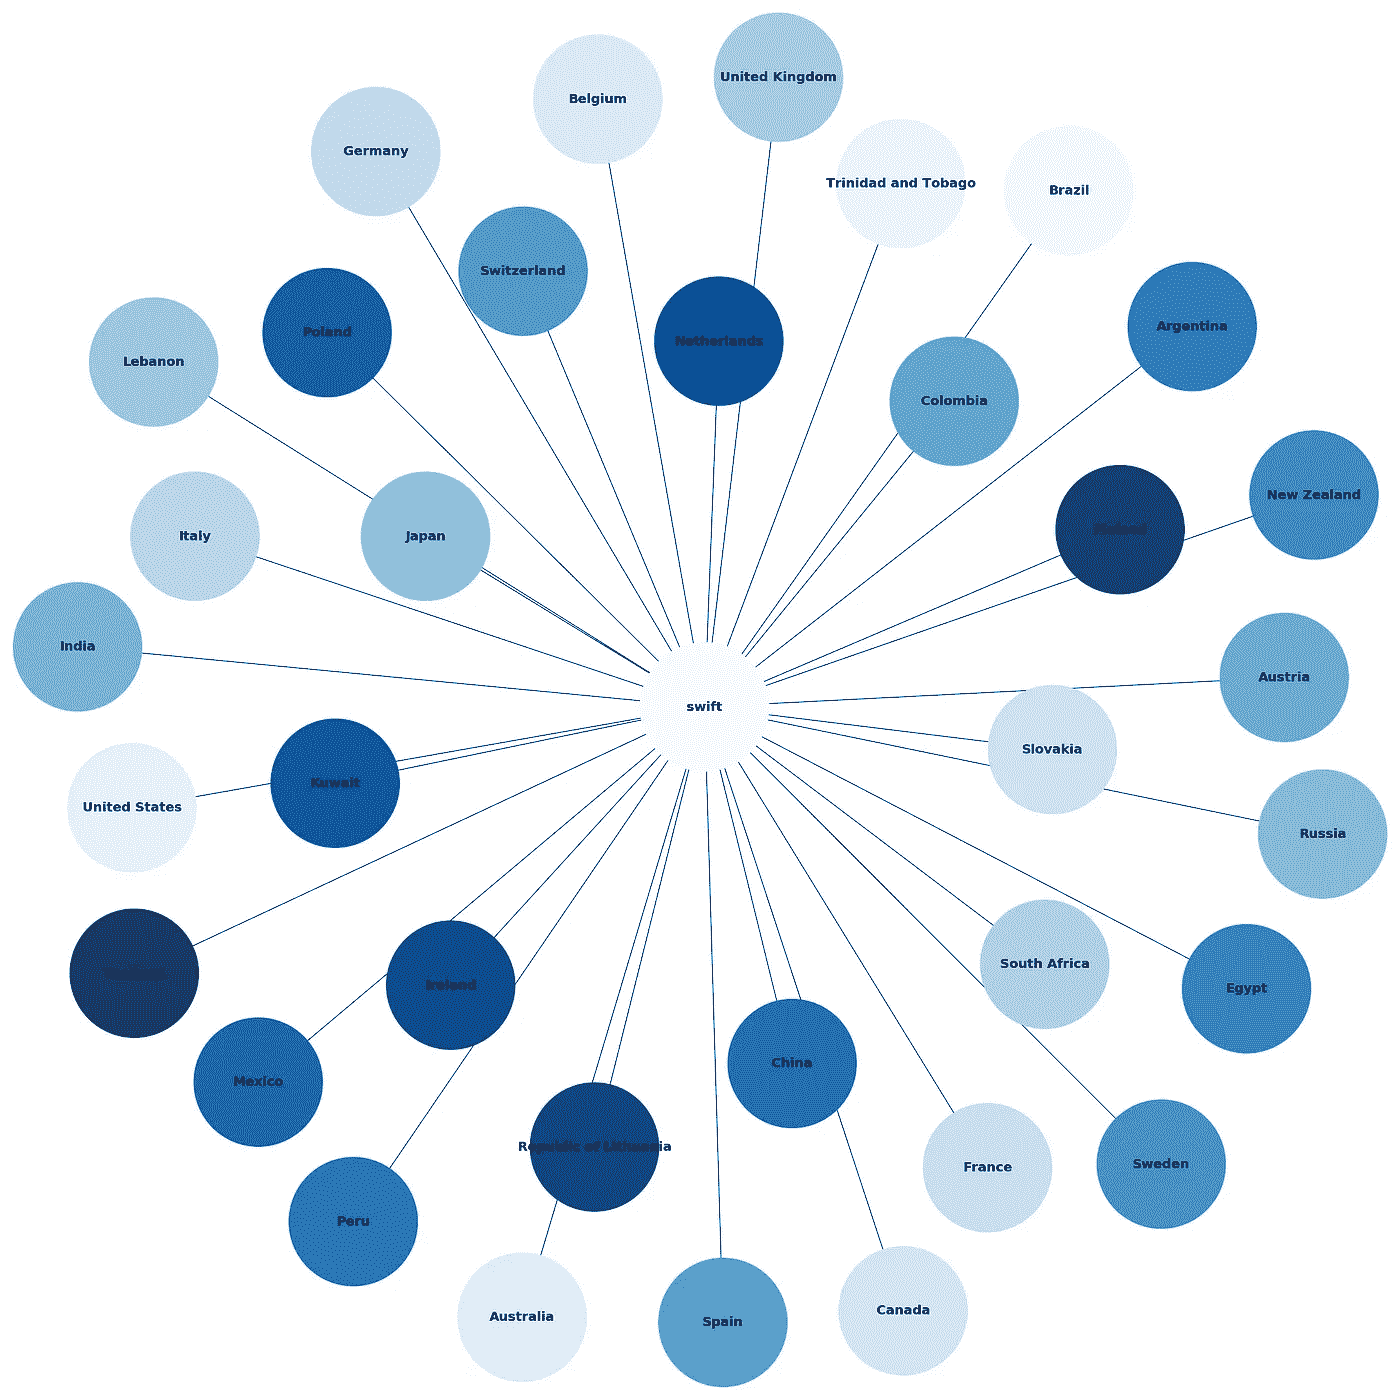 United Kingdom
Belgium
Germany
Trinidad and Tobago
Brazil
Switzerland
Argentina
Poland
Netherlands
Lebanon
Colombia
New Zealand
Italy
Japan
India
Austria
swift
Slovakia
Kuwait
United States
Russia
South Africa
Ireland
Egypt
China
Mexico
Republic of Lithuania
Sweden
France
Peru
Canada
Australia
Spain